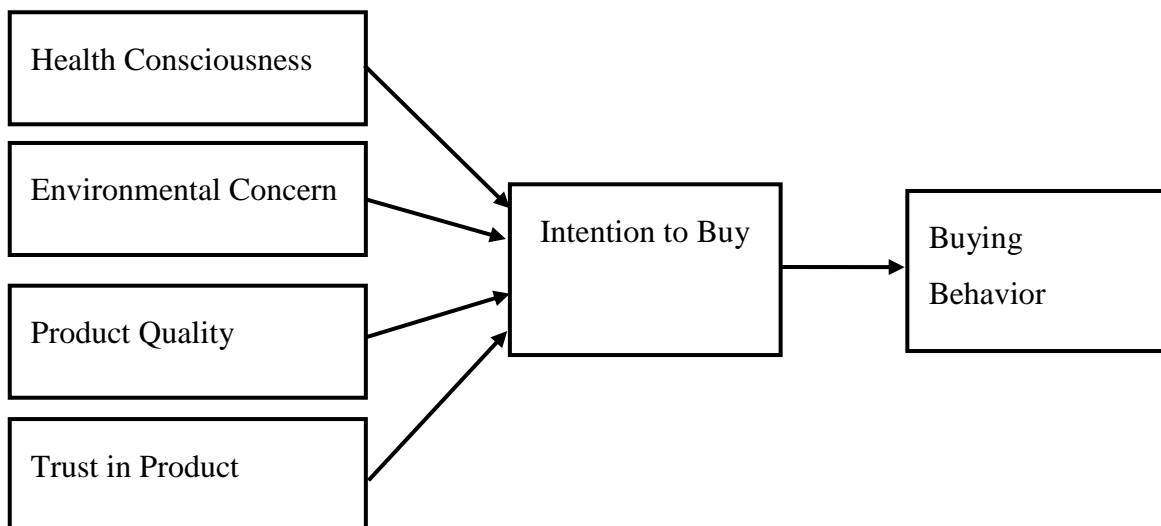 Health Consciousness
Environmental Concern
Product Quality
Trust in Product
Intention to Buy
Buying
Behavior